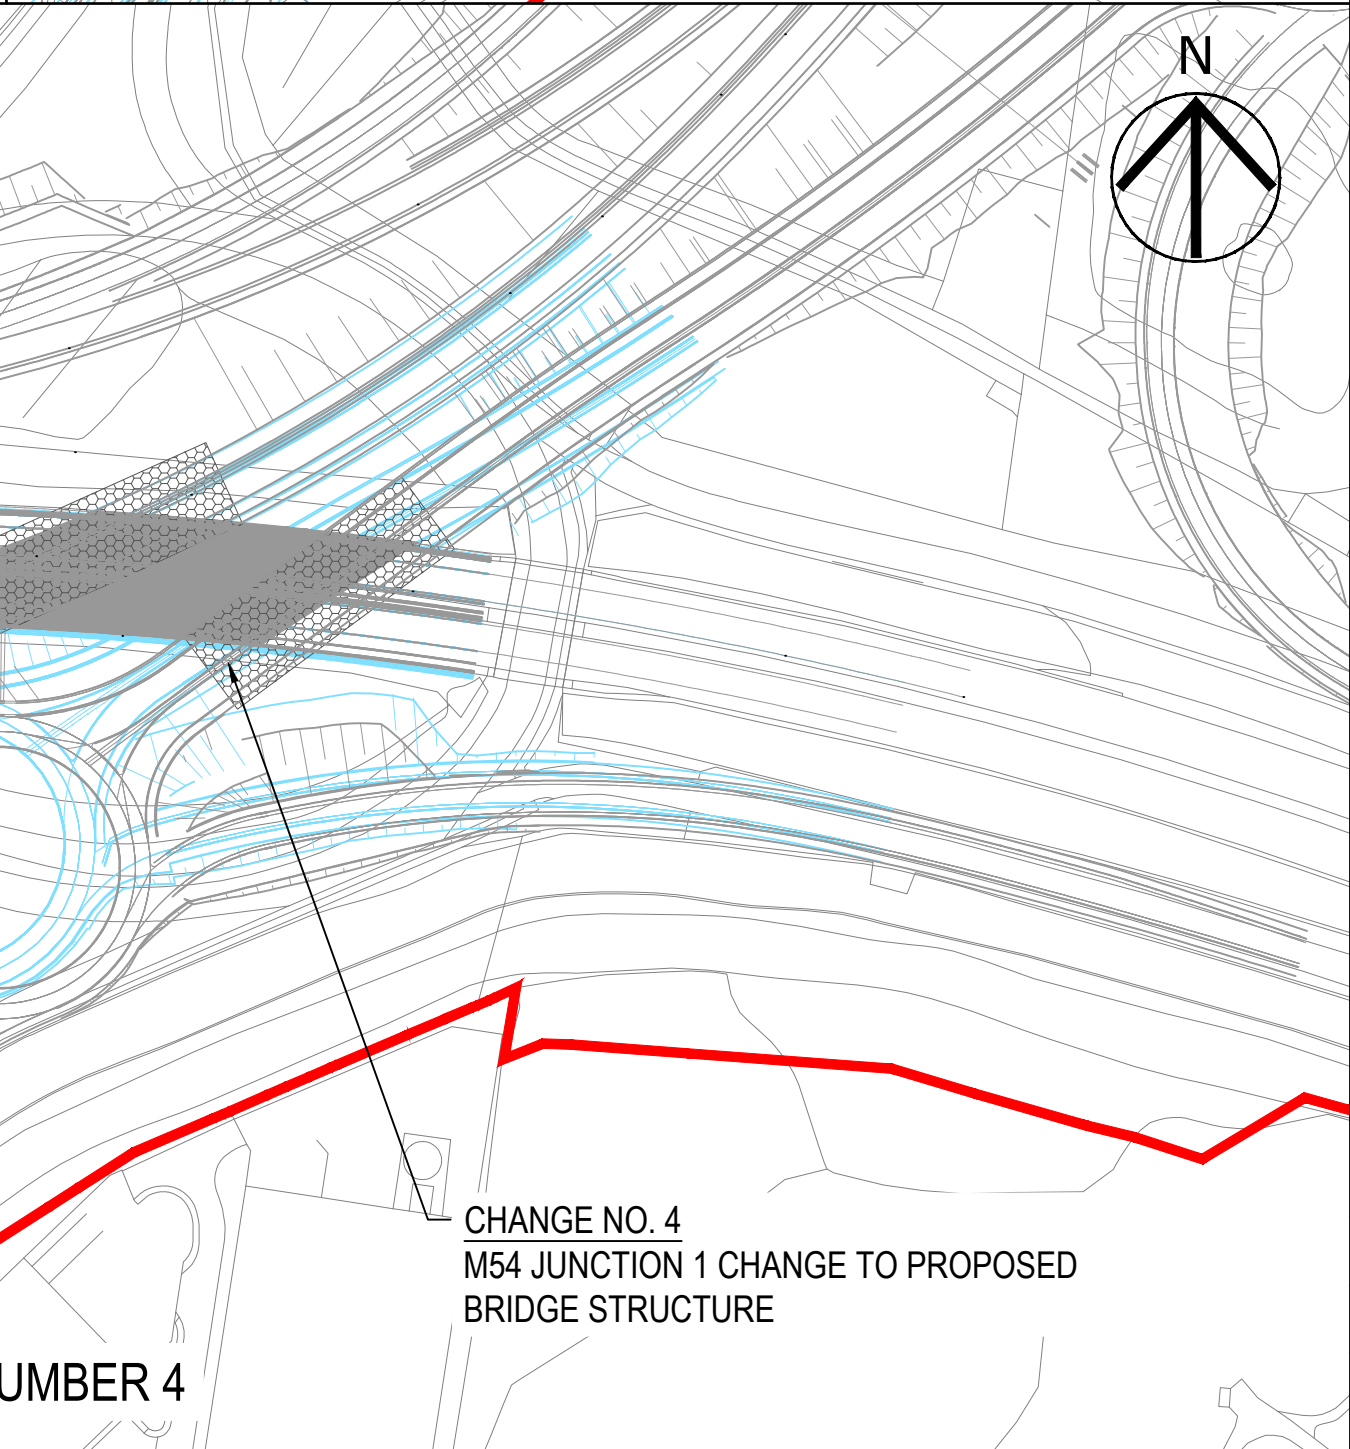 N
CHANGE NO. 4
M54 JUNCTION 1 CHANGE TO PROPOSED
BRIDGE STRUCTURE
UMBER 4